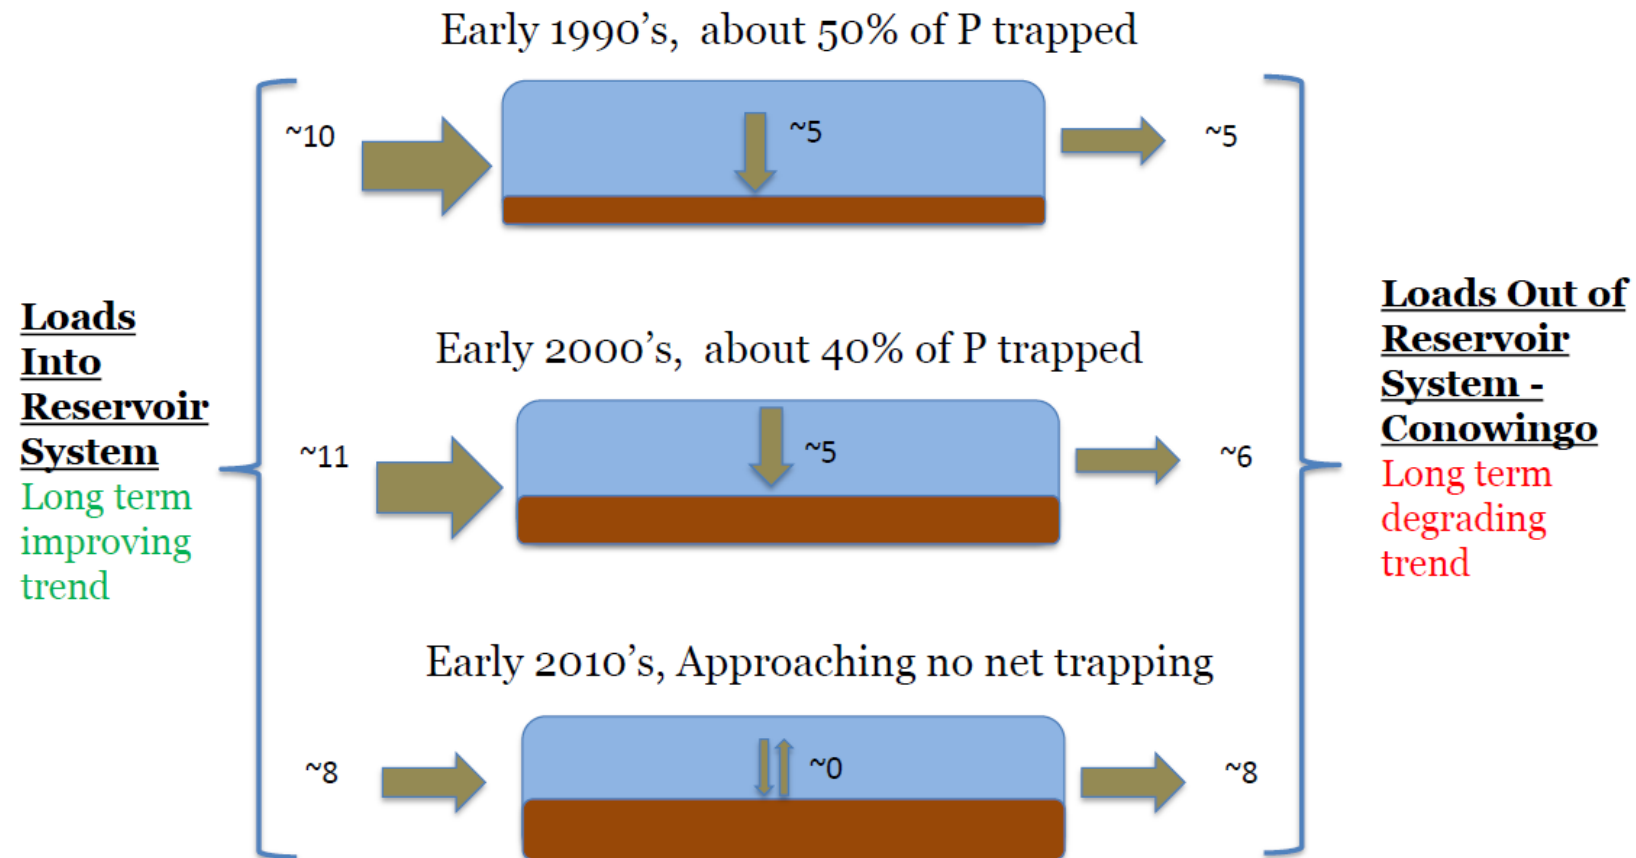 Early 1990’s,  about 50% of P trapped
~10
~5
~5
Loads
Into
Reservoir
System
Long term
improving
trend
Early 2000’s,  about 40% of P trapped
~11
~5
~6
Loads Out of
Reservoir
System -
Conowingo
Long term
degrading
trend
Early 2010’s, Approaching no net trapping
~8
~0
~8